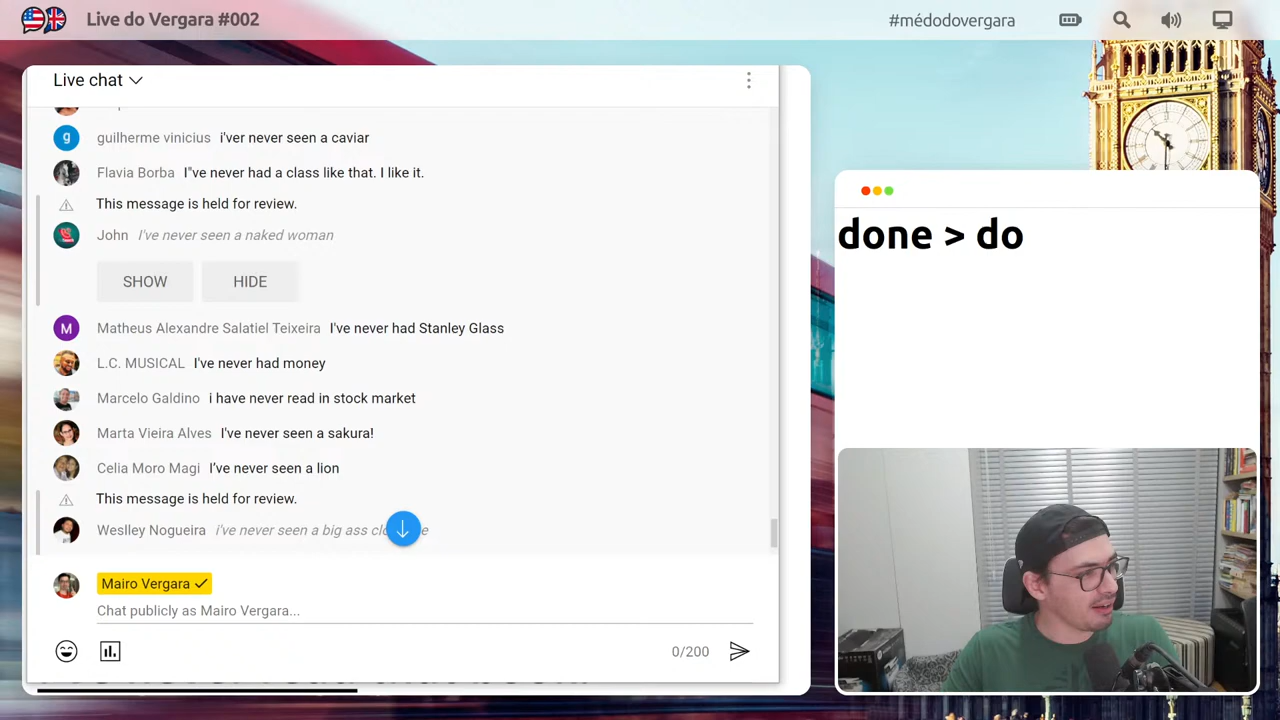 Live do Vergara #002
#médodovergara
Live chat
guilherme vinicius i'ver never seen a caviar
Flavia Borba I"ve never had a class like that. I like it.
This message is held for review.
John I've never seen a naked woman
SHOW HIDE
M Matheus Alexandre Salatiel Teixeira I've never had Stanley Glass
L.C. MUSICAL I've never had money
Marcelo Galdino i have never read in stock market
Marta Vieira Alves I've never seen a sakura!
Celia Moro Magi I've never seen a lion
This message is held for review.
Weslley Nogueira i've never seen a big ass
Mairo Vergara
Chat publicly as Mairo Vergara...
0/200
done > do